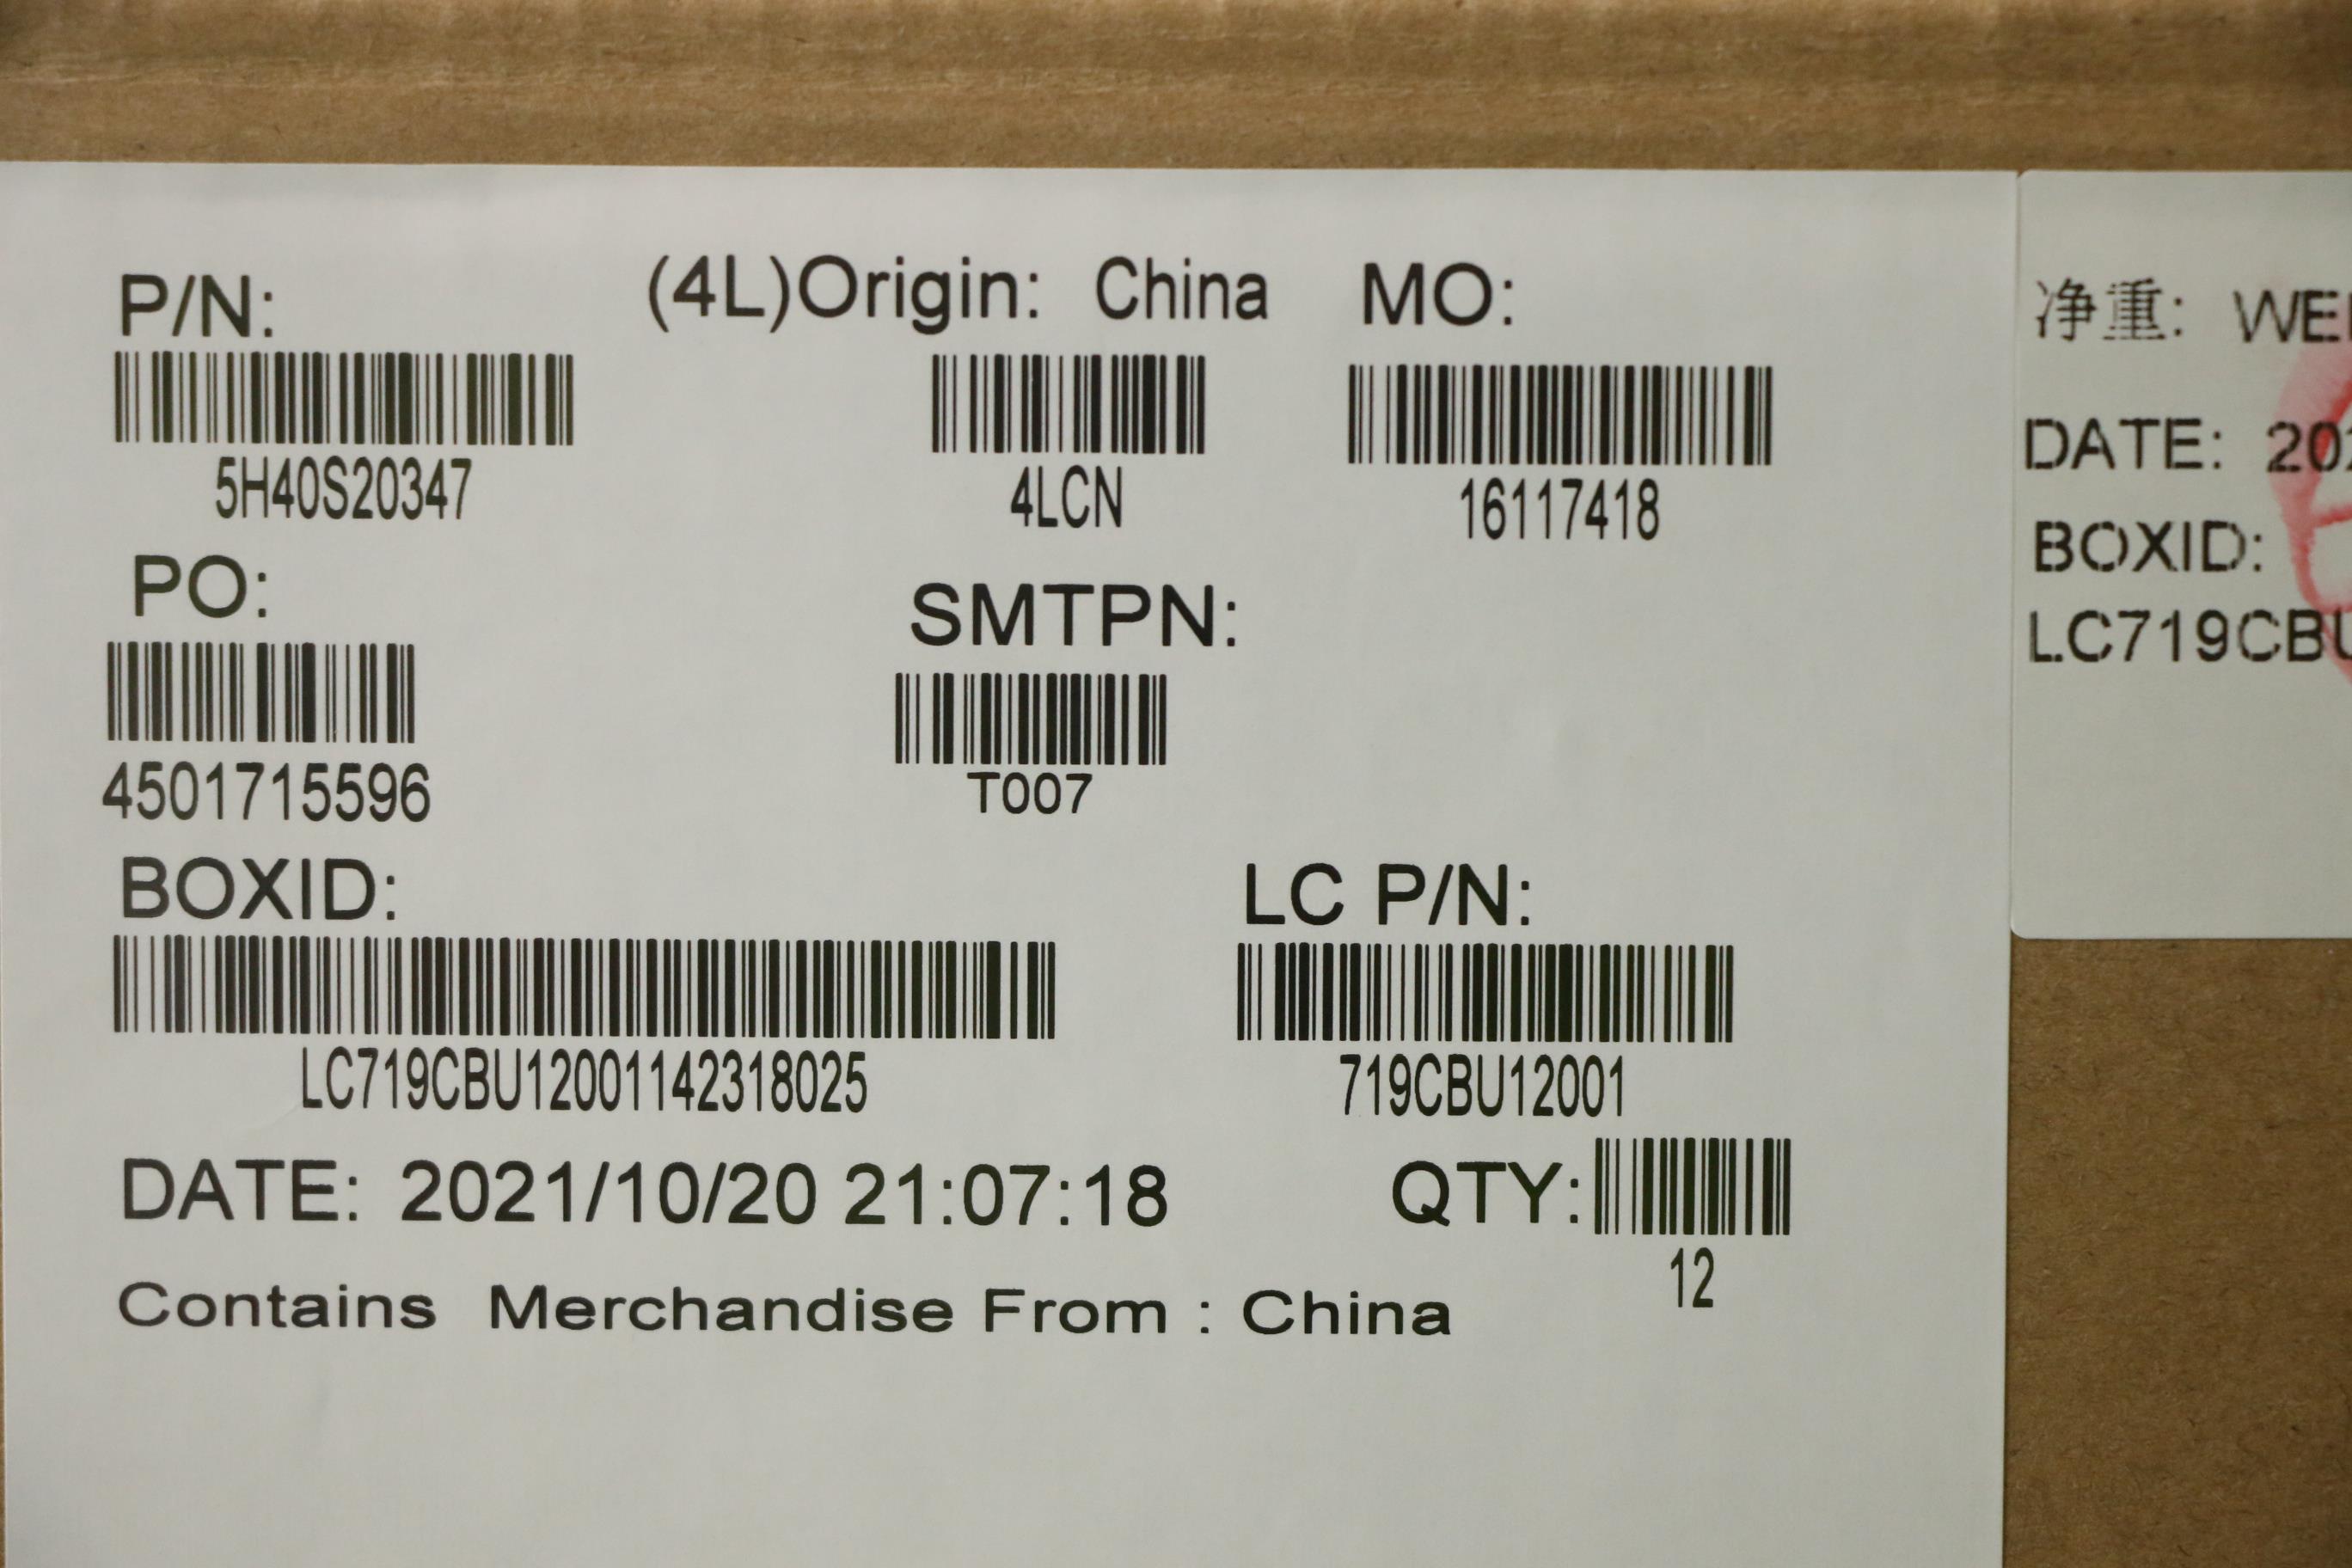 P/N:
(4L)Origin: China
MO:
5H40S20347
4LCN
16117418
PO:
SMTPN:
4501715596
T007
BOXID:
LC P/N:
LC719CBU12001142318025
719CBU12001
DATE: 2021/10/20 21:07:18
QTY:
12
Contains Merchandise From : China
净重:
DATE:
BOXID:
LC719CBU